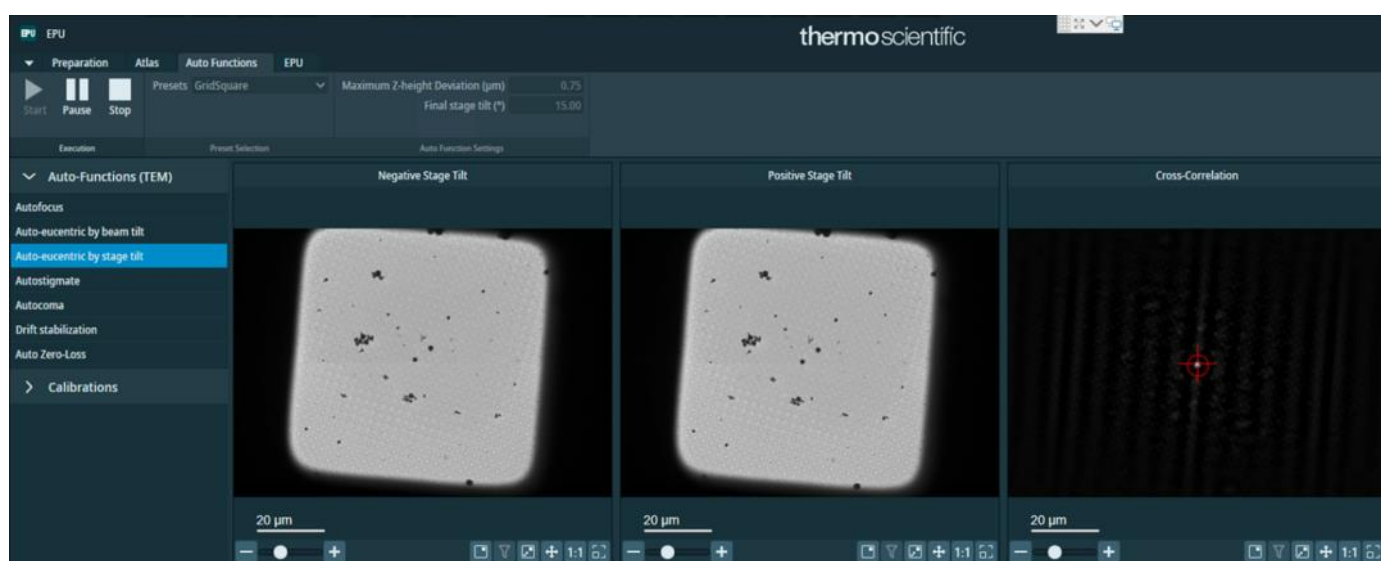 EPU EPU
thermo scientific
Preparation Atlas Auto Functions EPU
Start Pause Stop
Presets GridSquare
Maximum Z-height Deviation (µm) 0.75
Final stage tilt (°) 15.00
Execution Preset Selection Auto Function Settings
Auto-Functions (TEM)
Autofocus
Auto-eucentric by beam tilt
Auto-eucentric by stage tilt
Autostigmate
Autocoma
Drift stabilization
Auto Zero-Loss
Calibrations
Negative Stage Tilt
20 µm
1:1
Positive Stage Tilt
20 µm
1:1
Cross-Correlation
20 µm
1:1